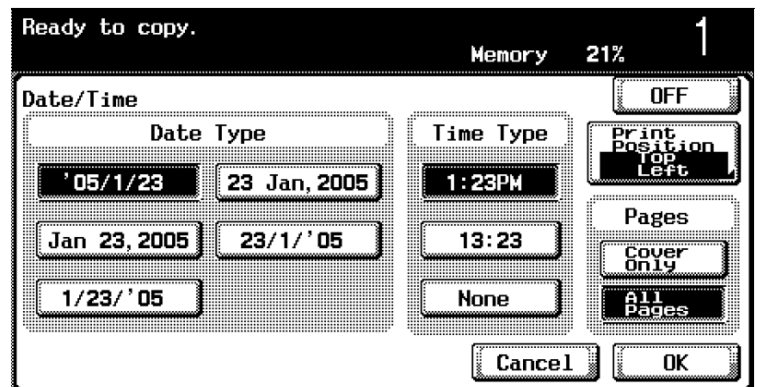 Ready to copy.
Memory 21% 1
Date/Time
OFF
Date Type
Time Type
Print
Position
Top
Left
'05/1/23
23 Jan,2005
1:23PM
Jan 23,2005
23/1/'05
13:23
Pages
Cover
Only
1/23/'05
None
All
Pages
Cancel
OK